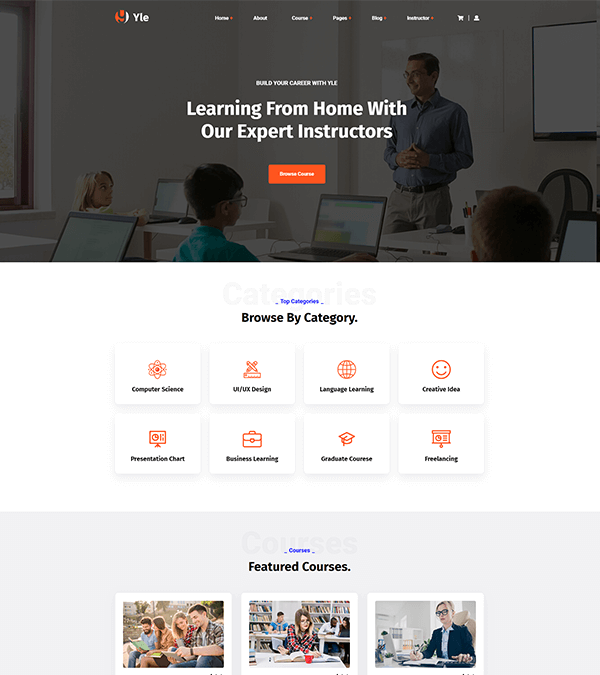 Yle
Home + About Course + Pages + Blog + Instructor +
BUILD YOUR CAREER WITH YLE
Learning From Home With
Our Expert Instructors
Browse Course
Categories
_ Top Categories _
Browse By Category.
Computer Science
UI/UX Design
Language Learning
Creative Idea
Presentation Chart
Business Learning
Graduate Courese
Freelancing
Courses
_ Courses _
Featured Courses.